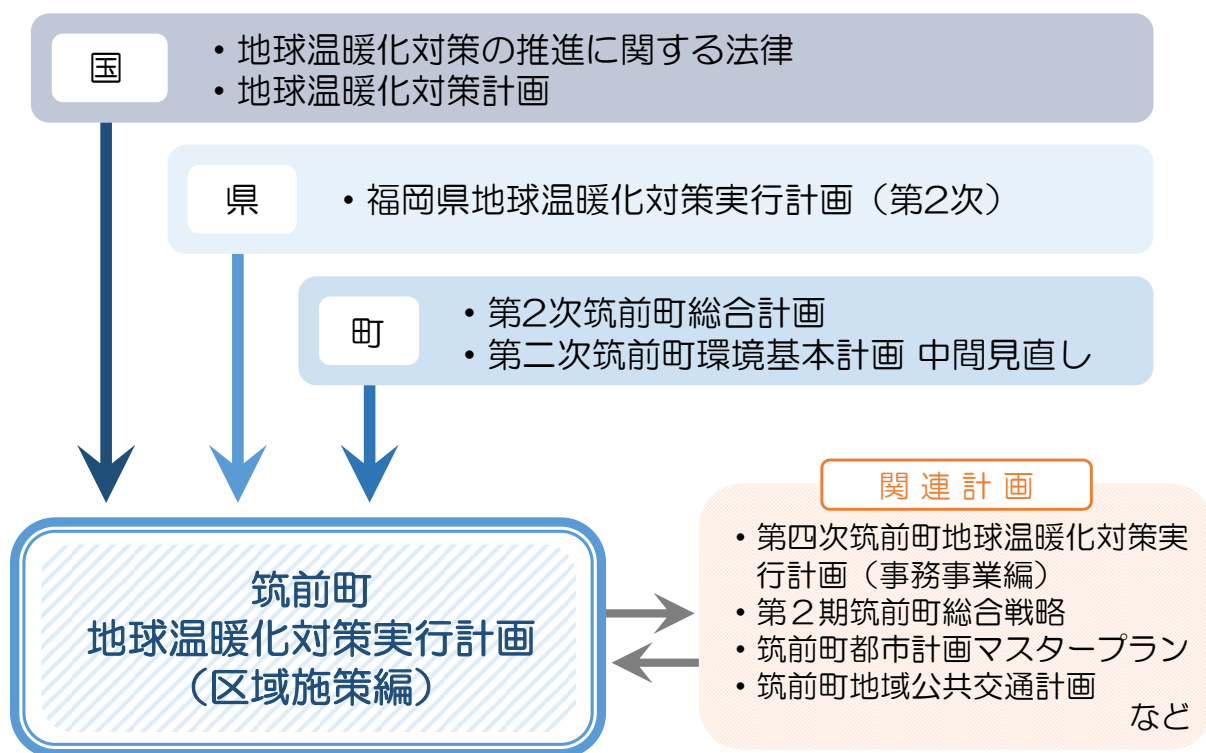 国
・地球温暖化対策の推進に関する法律
・地球温暖化対策計画
県
・福岡県地球温暖化対策実行計画（第2次）
町
・第2次筑前町総合計画
・第二次筑前町環境基本計画 中間見直し
筑前町
地球温暖化対策実行計画
（区域施策編）
関連計画
・第四次筑前町地球温暖化対策実
行計画（事務事業編）
・第２期筑前町総合戦略
・筑前町都市計画マスタープラン
・筑前町地域公共交通計画
など